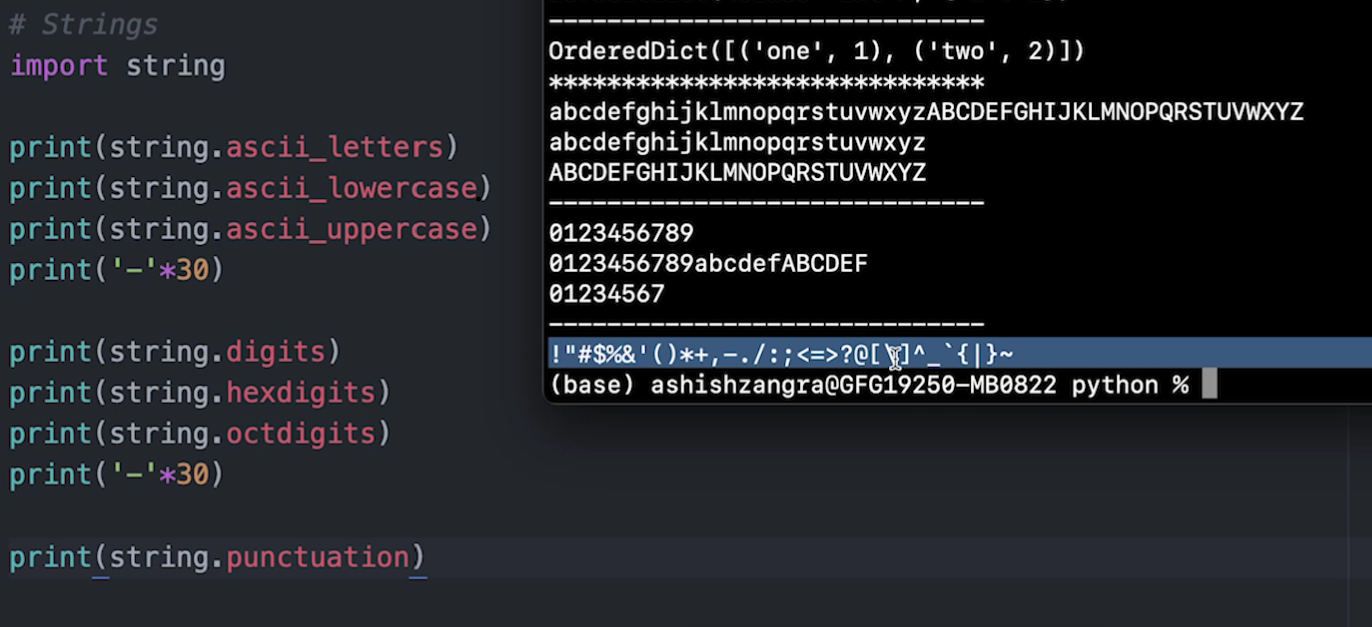 # Strings
import string
print(string.ascii_letters)
print(string.ascii_lowercase)
print(string.ascii_uppercase)
print('-'*30)
print(string.digits)
print(string.hexdigits)
print(string.octdigits)
print('-'*30)
print(string.punctuation)
------------------------------
OrderedDict([('one', 1), ('two', 2)])
******************************
abcdefghijklmnopqrstuvwxyzABCDEFGHIJKLMNOPQRSTUVWXYZ
abcdefghijklmnopqrstuvwxyz
ABCDEFGHIJKLMNOPQRSTUVWXYZ
------------------------------
0123456789
0123456789abcdefABCDEF
01234567
------------------------------
!"#$%&'()*+,-./:;<=>?@[\]^_`{|}~
(base) ashishzangra@GFG19250-MB0822 python %